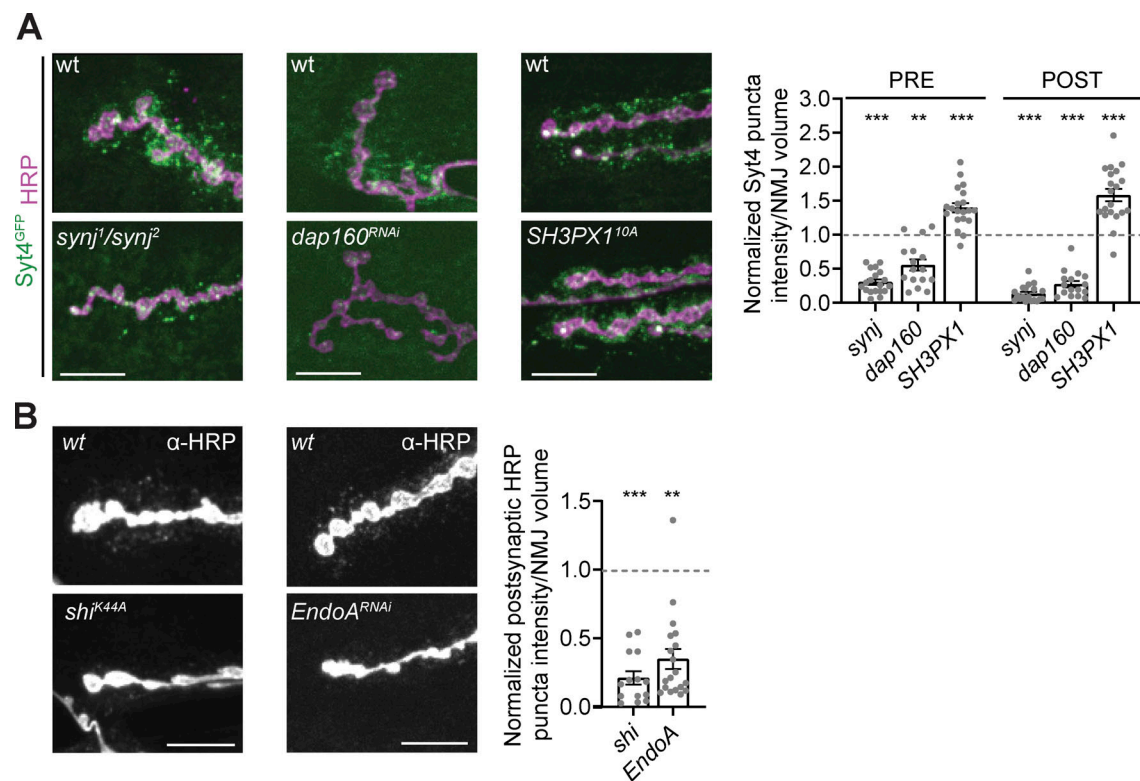 A
Syt4GFP HRP
wt
wt
wt
synj1/synj2
dap160RNAi
SH3PX110A
Normalized Syt4 puncta
intensity/NMJ volume
PRE
POST
3.0
2.5
2.0
1.5
1.0
0.5
0.0
*** ** *** *** *** ***
synj
dap160
SH3PX1
synj
dap160
SH3PX1
B
wt α-HRP
wt α-HRP
shiK44A
EndoARNAi
Normalized postsynaptic HRP
puncta intensity/NMJ volume
1.5
1.0
0.5
0.0
*** **
shi
EndoA